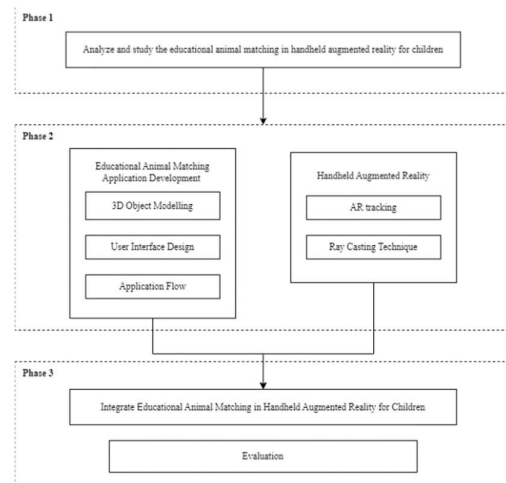 Phase 1
Analyze and study the educational animal matching in handheld augmented reality for children
Phase 2
Educational Animal Matching
Application Development
3D Object Modelling
User Interface Design
Application Flow
Handheld Augmented Reality
AR tracking
Ray Casting Technique
Phase 3
Integrate Educational Animal Matching in Handheld Augmented Reality for Children
Evaluation